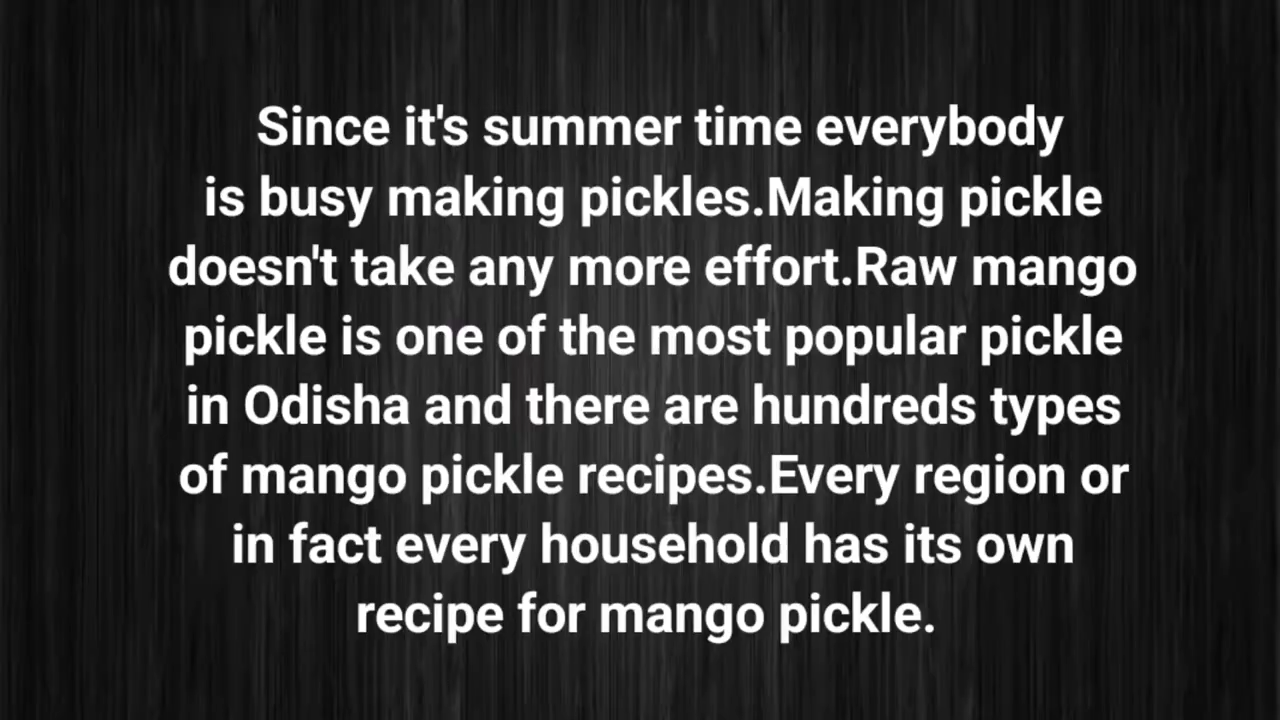 Since it's summer time everybody
is busy making pickles.Making pickle
doesn't take any more effort.Raw mango
pickle is one of the most popular pickle
in Odisha and there are hundreds types
of mango pickle recipes.Every region or
in fact every household has its own
recipe for mango pickle.